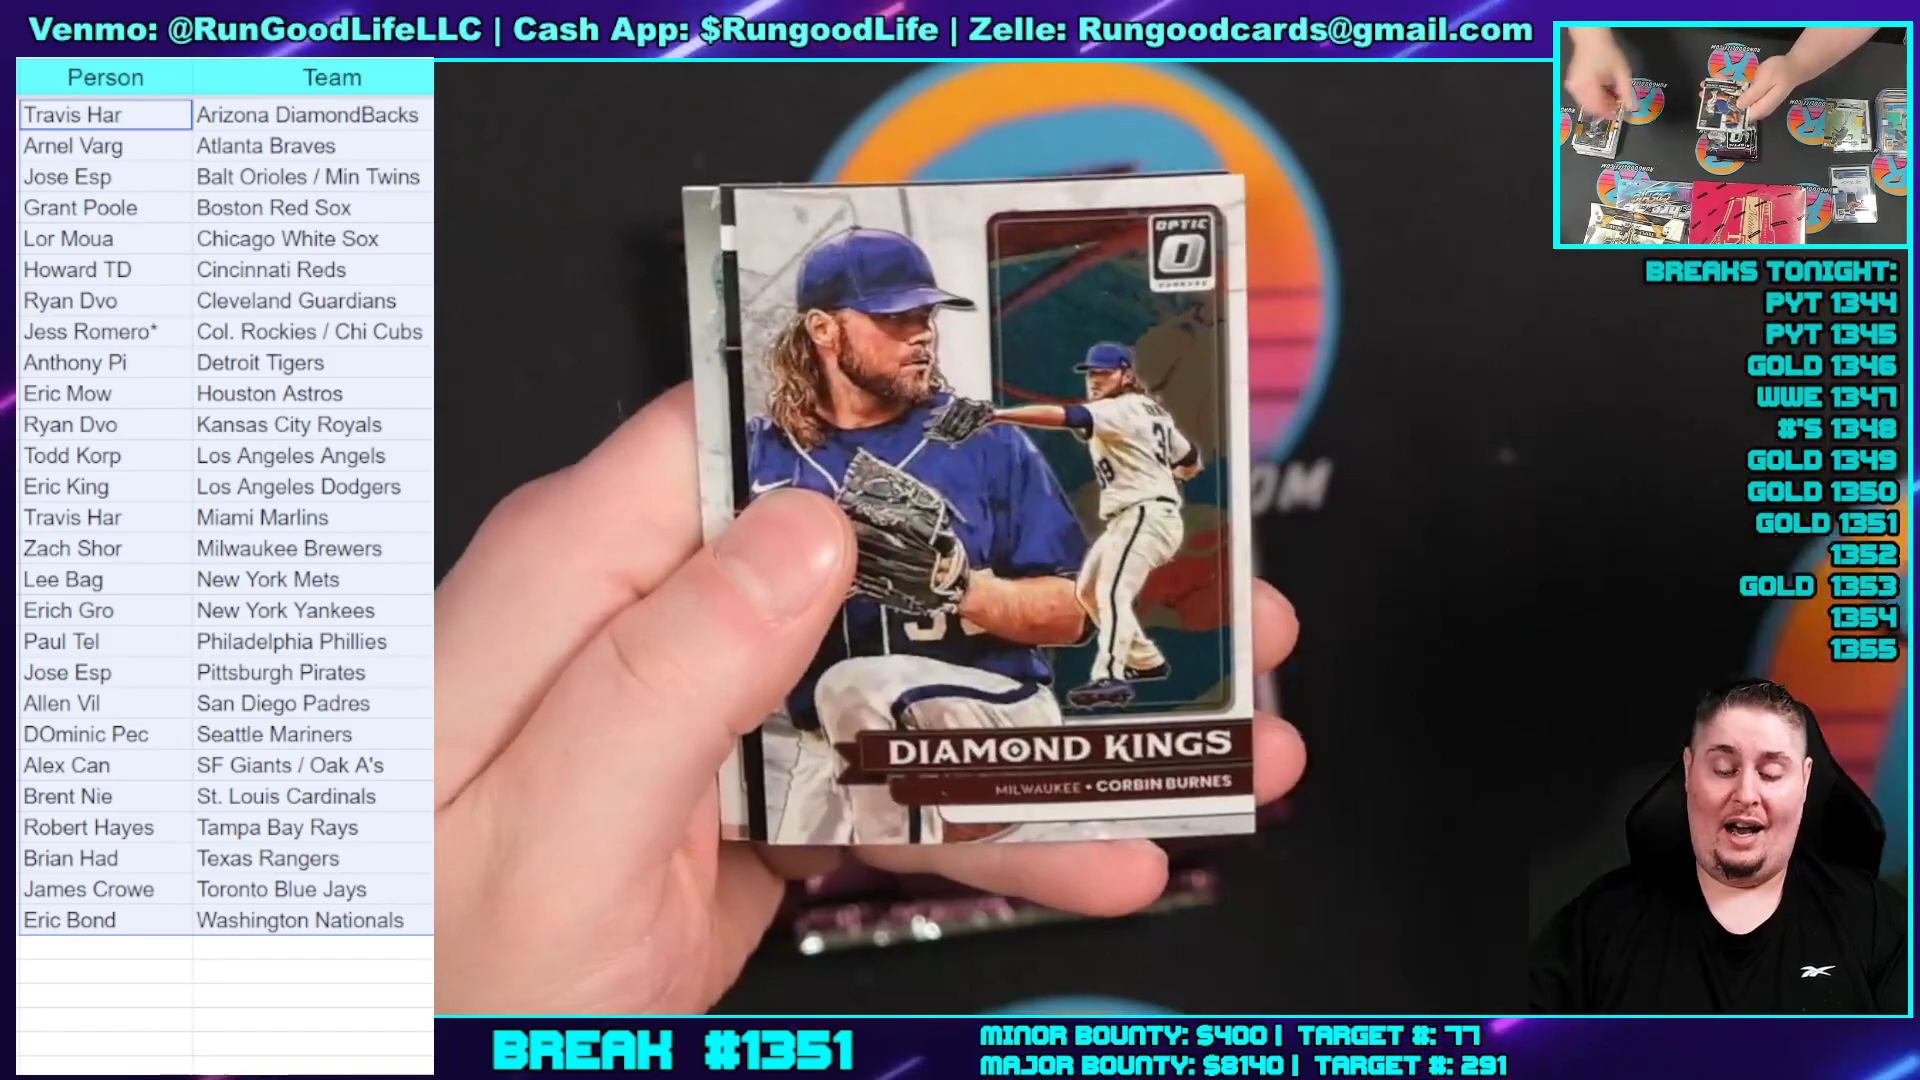 Venmo: @RunGoodLifeLLC | Cash App: $RungoodLife | Zelle: Rungoodcards@gmail.com
Person Team
Travis Har Arizona DiamondBacks
Arnel Varg Atlanta Braves
Jose Esp Balt Orioles / Min Twins
Grant Poole Boston Red Sox
Lor Moua Chicago White Sox
Howard TD Cincinnati Reds
Ryan Dvo Cleveland Guardians
Jess Romero* Col. Rockies / Chi Cubs
Anthony Pi Detroit Tigers
Eric Mow Houston Astros
Ryan Dvo Kansas City Royals
Todd Korp Los Angeles Angels
Eric King Los Angeles Dodgers
Travis Har Miami Marlins
Zach Shor Milwaukee Brewers
Lee Bag New York Mets
Erich Gro New York Yankees
Paul Tel Philadelphia Phillies
Jose Esp Pittsburgh Pirates
Allen Vil San Diego Padres
DOminic Pec Seattle Mariners
Alex Can SF Giants / Oak A's
Brent Nie St. Louis Cardinals
Robert Hayes Tampa Bay Rays
Brian Had Texas Rangers
James Crowe Toronto Blue Jays
Eric Bond Washington Nationals
OPTIC
DONRUSS
39
DIAMOND KINGS
MILWAUKEE • CORBIN BURNES
OM
BREAKS TONIGHT:
PYT 1344
PYT 1345
GOLD 1346
WWE 1347
#'S 1348
GOLD 1349
GOLD 1350
GOLD 1351
1352
GOLD 1353
1354
1355
BREAK #1351
MINOR BOUNTY: $400 | TARGET #: 77
MAJOR BOUNTY: $8140 | TARGET #: 291